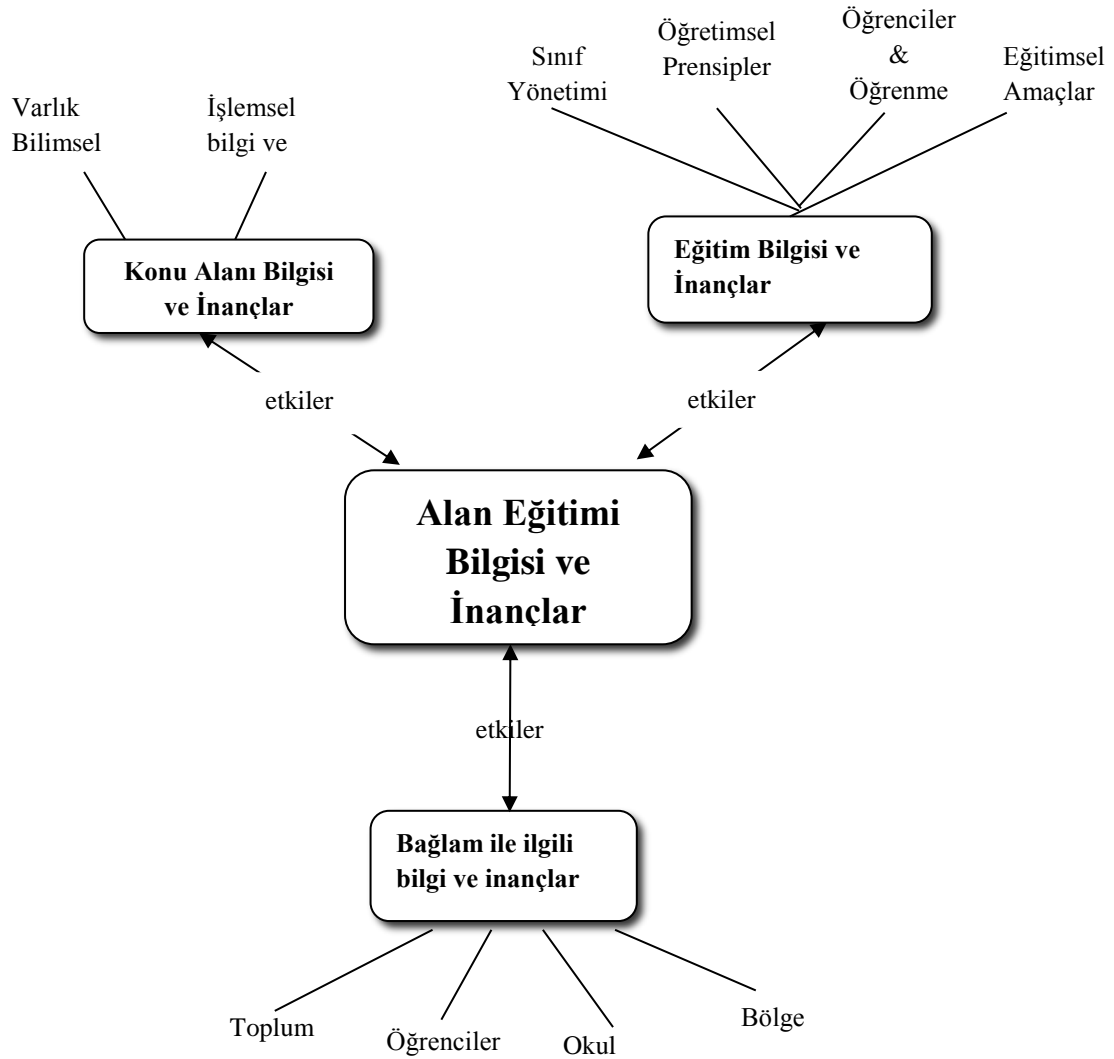 Varlık
Bilimsel
İşlemsel
bilgi ve
Sınıf
Yönetimi
Öğretimsel
Prensipler
Öğrenciler
&
Öğrenme
Eğitimsel
Amaçlar
Konu Alanı Bilgisi
ve İnançlar
Eğitim Bilgisi ve
İnançlar
etkiler
etkiler
Alan Eğitimi
Bilgisi ve
İnançlar
etkiler
Bağlam ile ilgili
bilgi ve inançlar
Toplum
Öğrenciler
Okul
Bölge